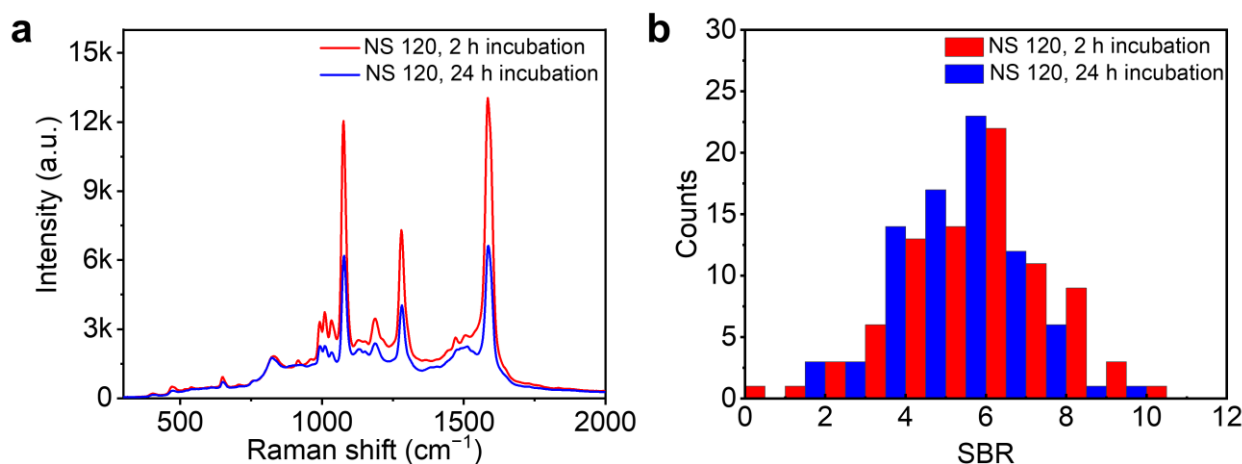 a
NS 120, 2 h incubation
NS 120, 24 h incubation
15k
12k
9k
6k
3k
0
Intensity (a.u.)
500
1000
1500
2000
Raman shift (cm⁻¹)
b
NS 120, 2 h incubation
NS 120, 24 h incubation
30
25
20
15
10
5
0
Counts
0
2
4
6
8
10
12
SBR